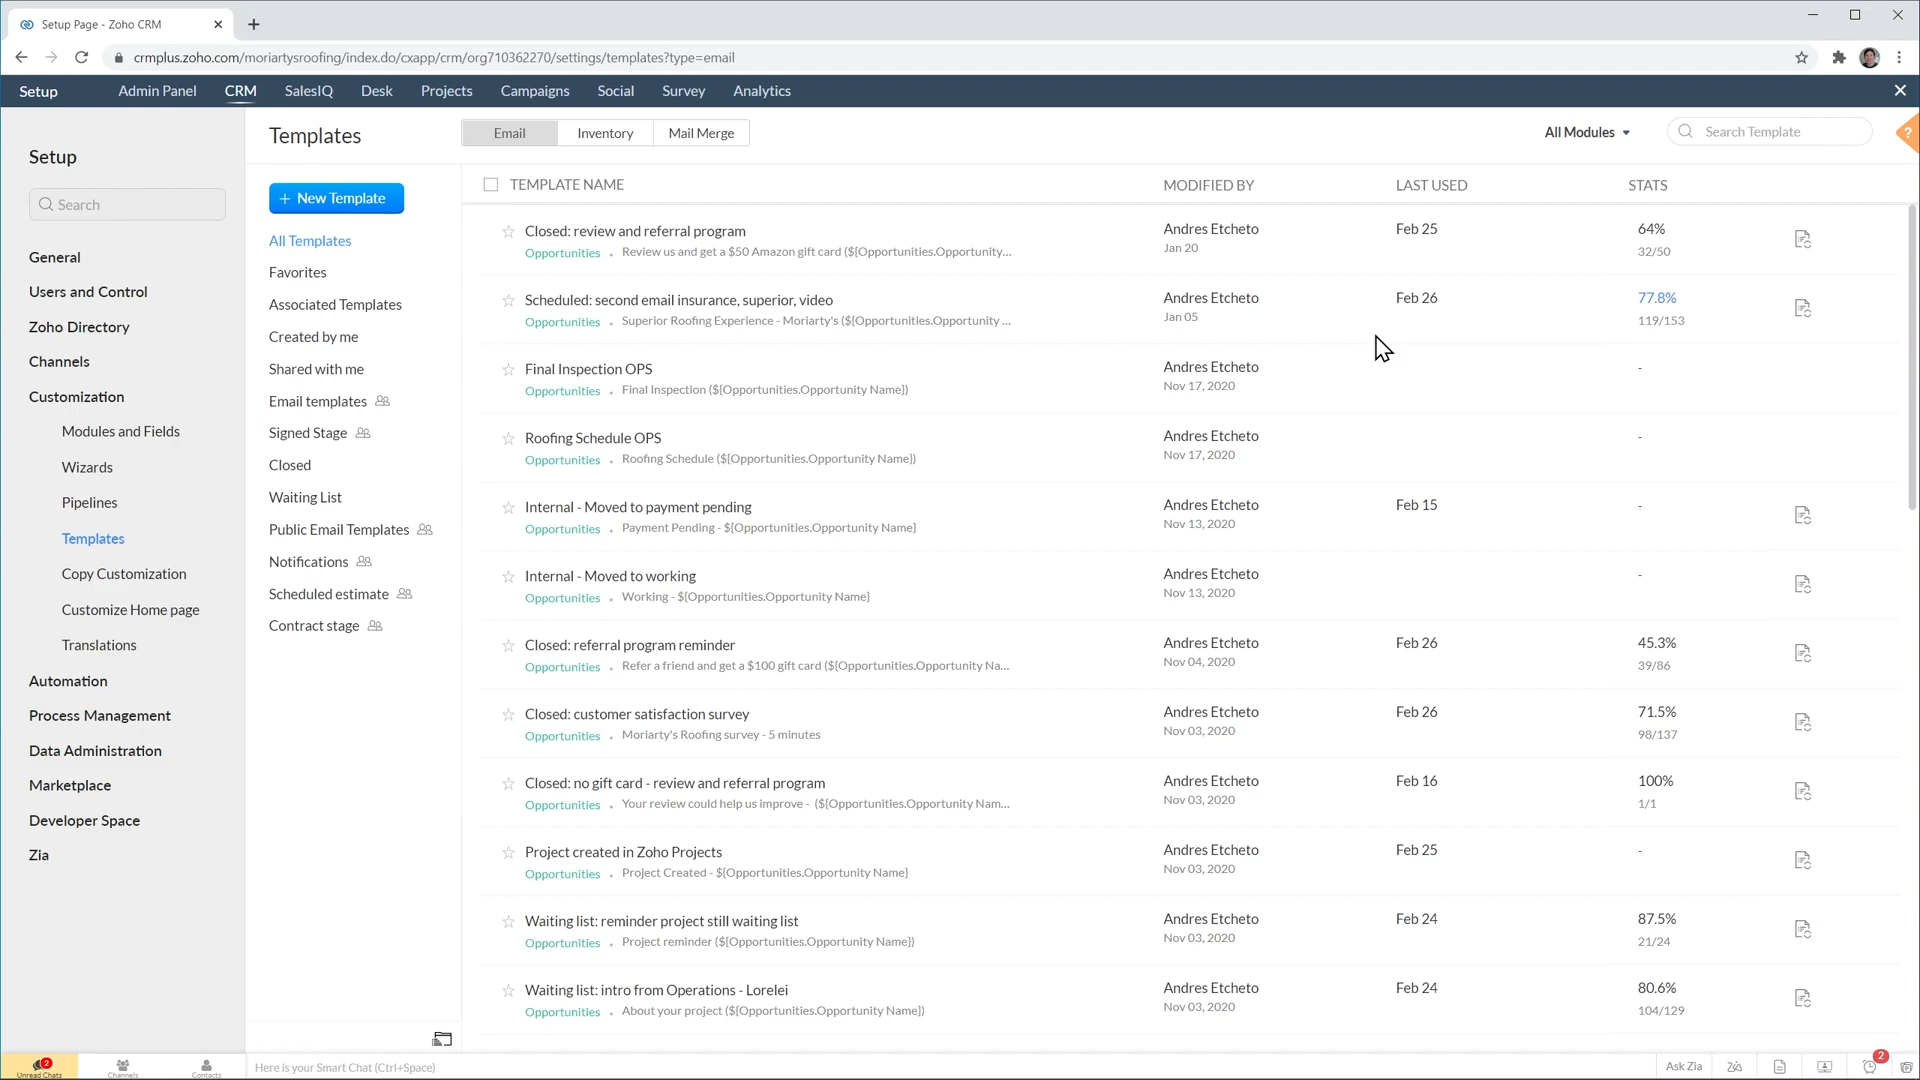 Setup Page - Zoho CRM
crmplus.zoho.com/moriartysroofing/index.do/cxapp/crm/org710362270/settings/templates?type=email
Setup
Admin Panel
CRM
SalesIQ
Desk
Projects
Campaigns
Social
Survey
Analytics
Setup
Search
General
Users and Control
Zoho Directory
Channels
Customization
Modules and Fields
Wizards
Pipelines
Templates
Copy Customization
Customize Home page
Translations
Automation
Process Management
Data Administration
Marketplace
Developer Space
Zia
Templates
Email
Inventory
Mail Merge
All Modules
Search Template
?
+ New Template
All Templates
Favorites
Associated Templates
Created by me
Shared with me
Email templates
Signed Stage
Closed
Waiting List
Public Email Templates
Notifications
Scheduled estimate
Contract stage
TEMPLATE NAME MODIFIED BY LAST USED STATS
Closed: review and referral program Andres Etcheto Feb 25 64%
Opportunities . Review us and get a $50 Amazon gift card (${Opportunities.Opportunity... Jan 20 32/50
Scheduled: second email insurance, superior, video Andres Etcheto Feb 26 77.8%
Opportunities . Superior Roofing Experience - Moriarty's (${Opportunities.Opportunity ... Jan 05 119/153
Final Inspection OPS Andres Etcheto -
Opportunities . Final Inspection (${Opportunities.Opportunity Name}) Nov 17, 2020
Roofing Schedule OPS Andres Etcheto -
Opportunities . Roofing Schedule (${Opportunities.Opportunity Name}) Nov 17, 2020
Internal - Moved to payment pending Andres Etcheto Feb 15 -
Opportunities . Payment Pending - ${Opportunities.Opportunity Name} Nov 13, 2020
Internal - Moved to working Andres Etcheto -
Opportunities . Working - ${Opportunities.Opportunity Name} Nov 13, 2020
Closed: referral program reminder Andres Etcheto Feb 26 45.3%
Opportunities . Refer a friend and get a $100 gift card (${Opportunities.Opportunity Na... Nov 04, 2020 39/86
Closed: customer satisfaction survey Andres Etcheto Feb 26 71.5%
Opportunities . Moriarty's Roofing survey - 5 minutes Nov 03, 2020 98/137
Closed: no gift card - review and referral program Andres Etcheto Feb 16 100%
Opportunities . Your review could help us improve - (${Opportunities.Opportunity Nam... Nov 03, 2020 1/1
Project created in Zoho Projects Andres Etcheto Feb 25 -
Opportunities . Project Created - ${Opportunities.Opportunity Name} Nov 03, 2020
Waiting list: reminder project still waiting list Andres Etcheto Feb 24 87.5%
Opportunities . Project reminder (${Opportunities.Opportunity Name}) Nov 03, 2020 21/24
Waiting list: intro from Operations - Lorelei Andres Etcheto Feb 24 80.6%
Opportunities . About your project (${Opportunities.Opportunity Name}) Nov 03, 2020 104/129
2
Unread Chats
Channels
Contacts
Here is your Smart Chat (Ctrl+Space)
Ask Zia
2